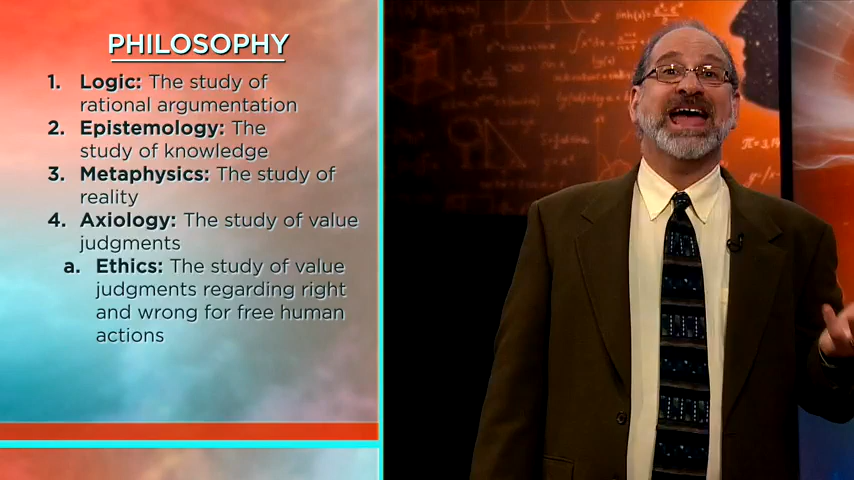 PHILOSOPHY
1. Logic: The study of
rational argumentation
2. Epistemology: The
study of knowledge
3. Metaphysics: The study of
reality
4. Axiology: The study of value
judgments
a. Ethics: The study of value
judgments regarding right
and wrong for free human
actions